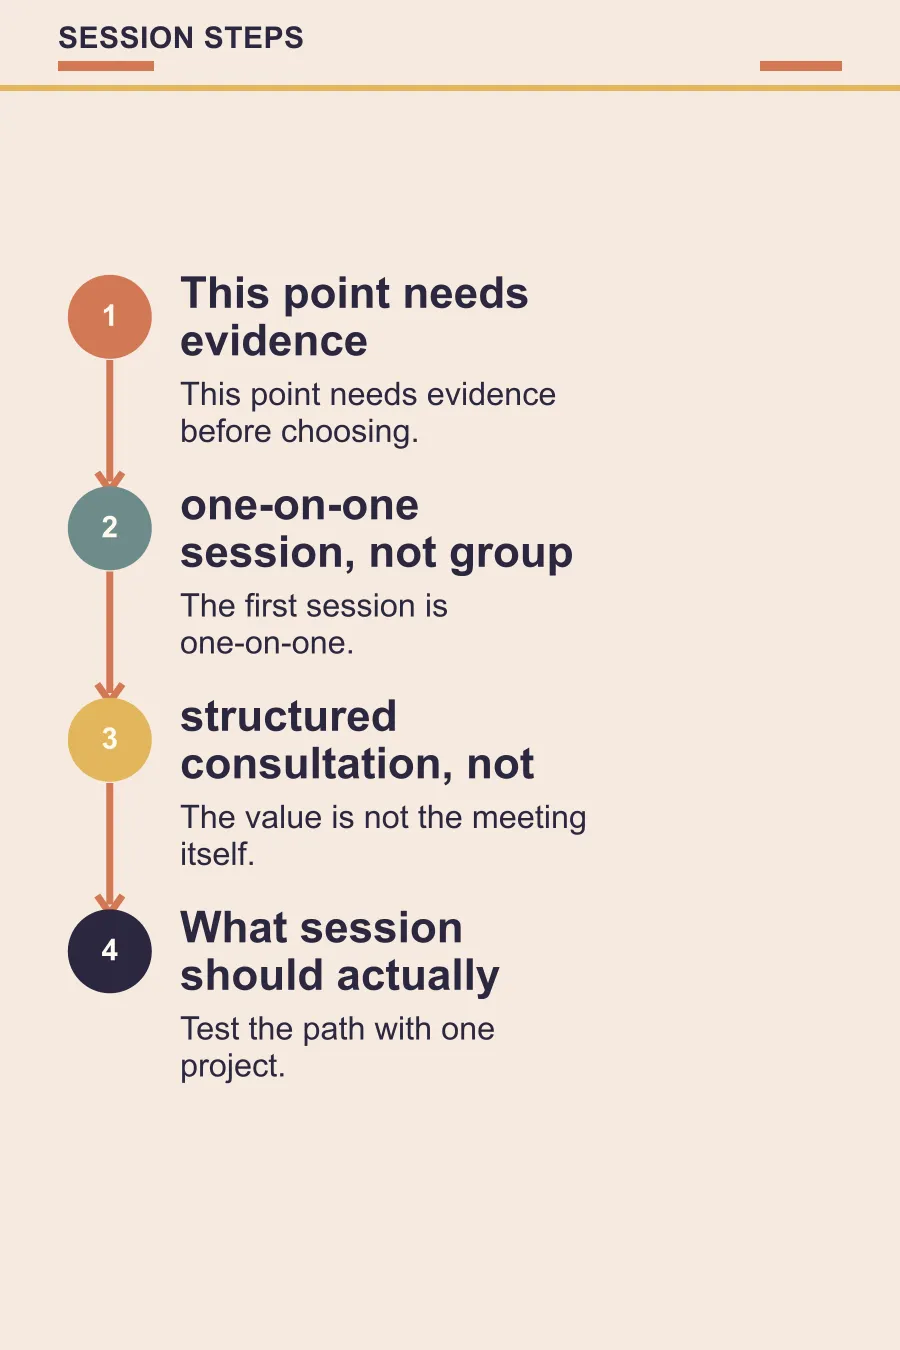 SESSION STEPS
1
This point needs
evidence
This point needs evidence
before choosing.
2
one-on-one
session, not group
The first session is
one-on-one.
3
structured
consultation, not
The value is not the meeting
itself.
4
What session
should actually
Test the path with one
project.